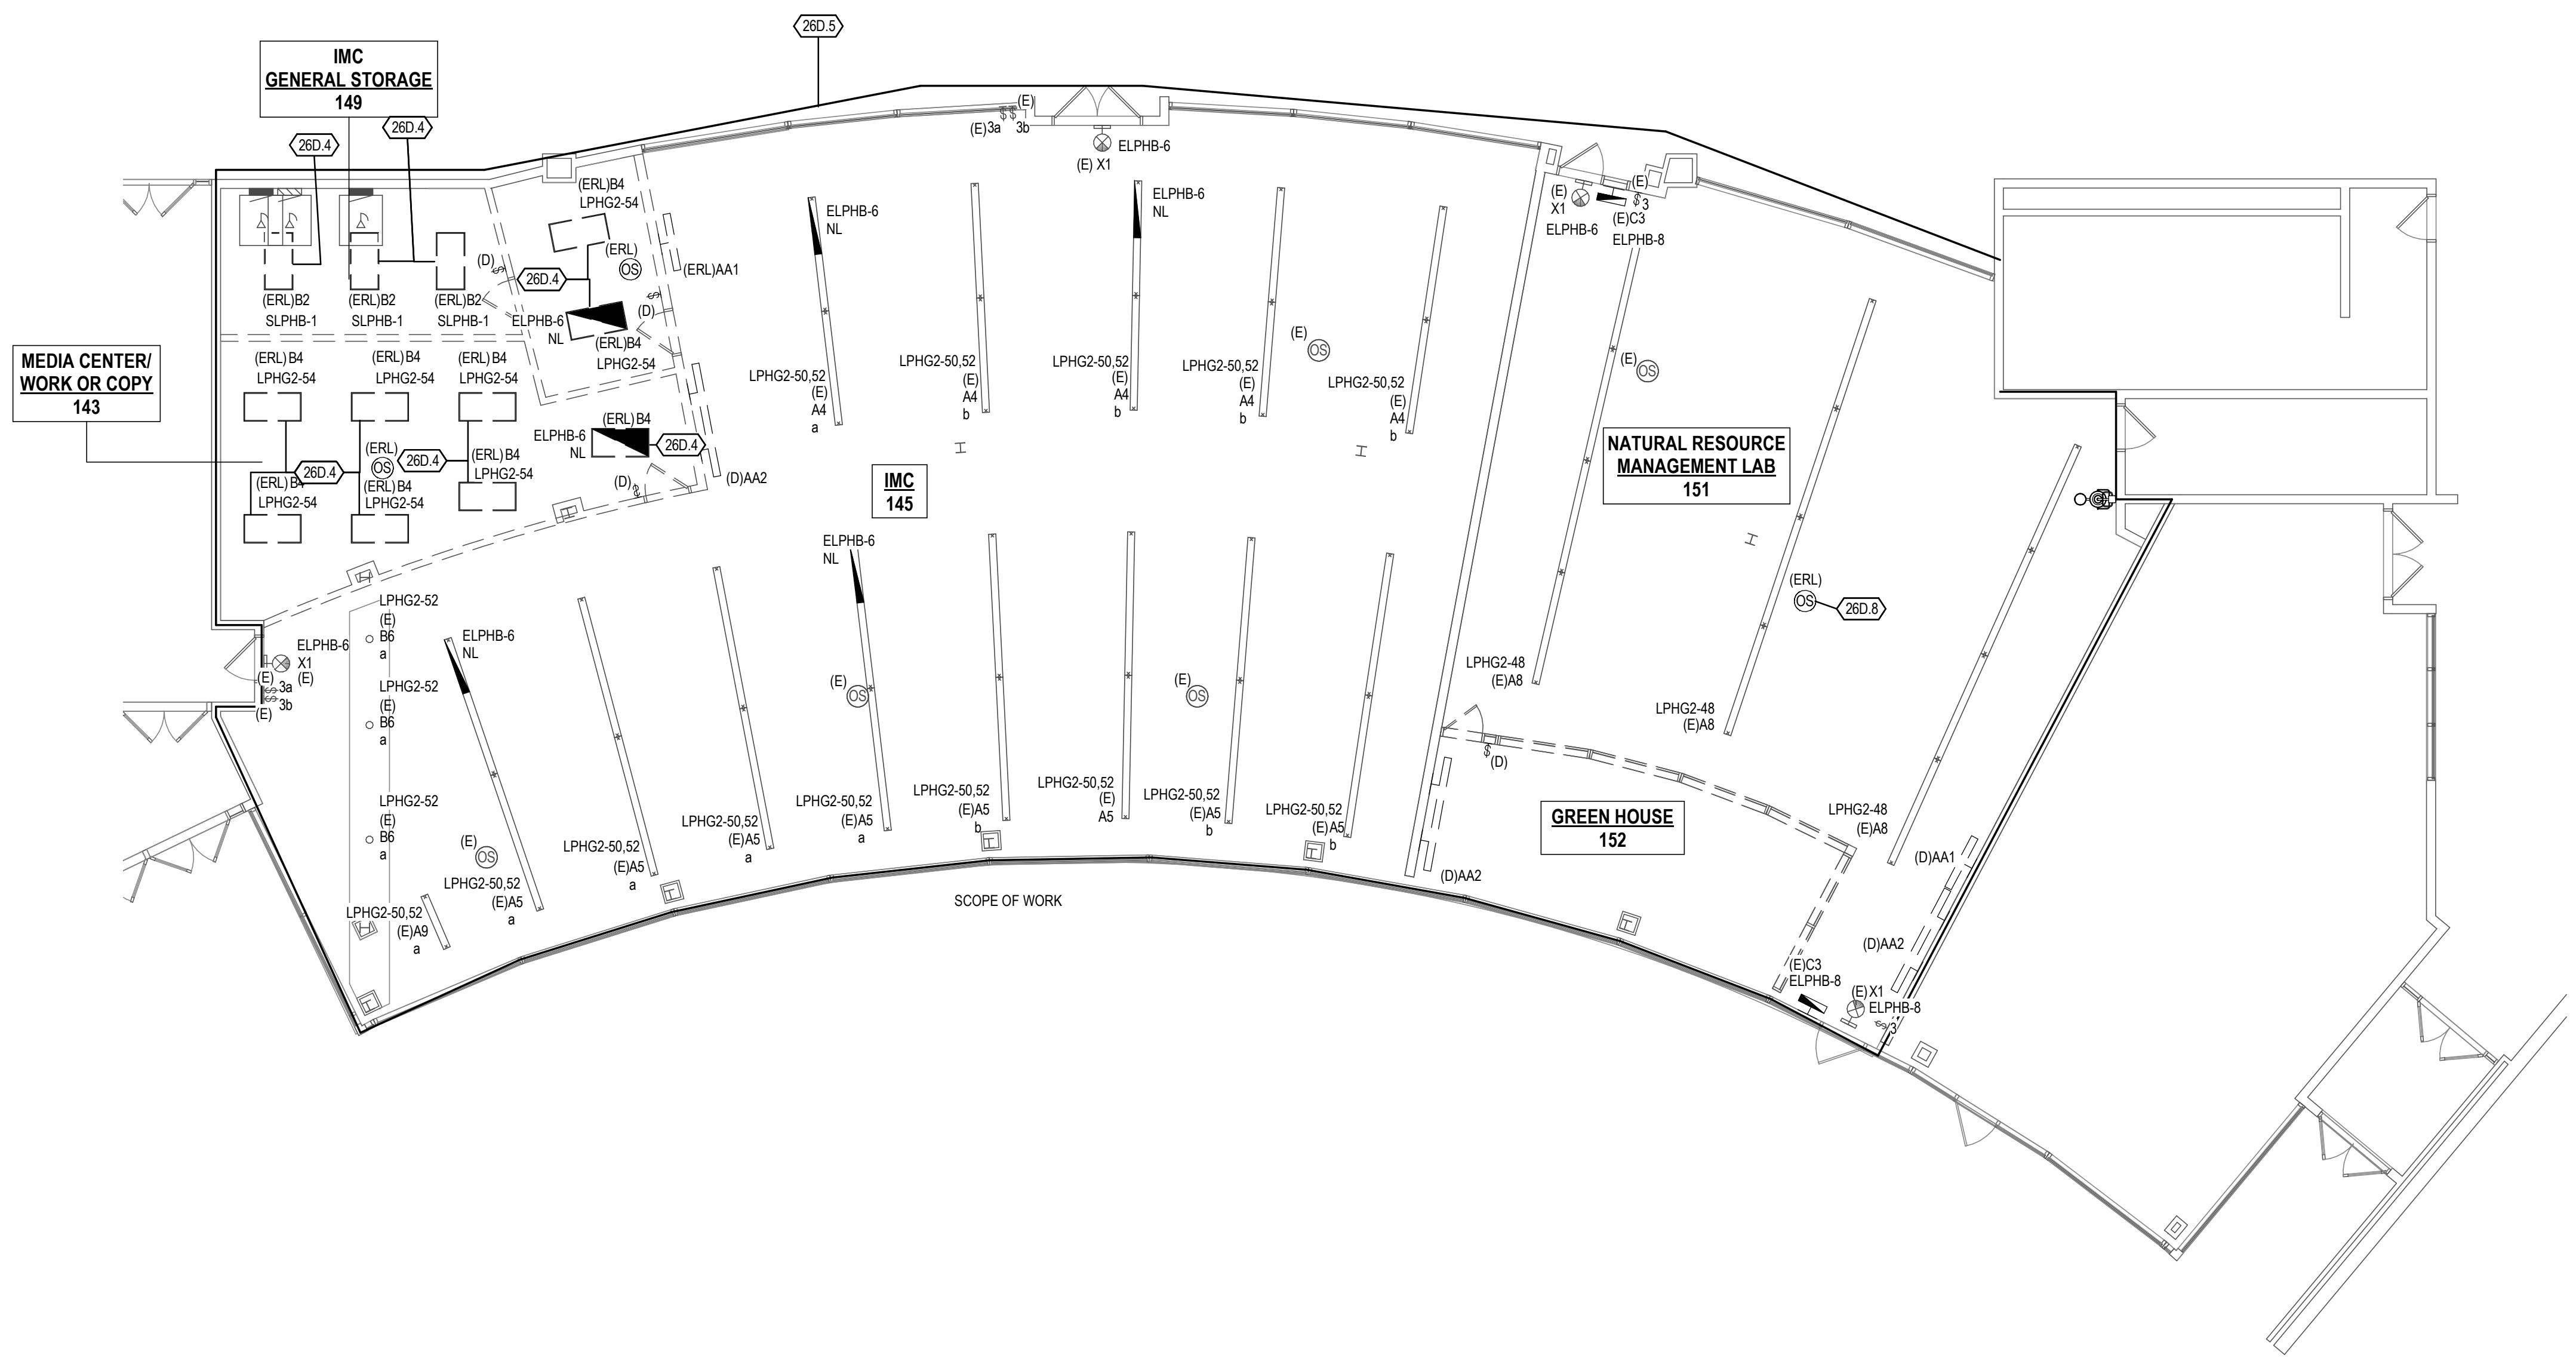 26D.5
IMC
GENERAL STORAGE
149
26D.4
26D.4
(E)
(E) 3a
3b
ELPHB-6
(E) X1
(ERL)B4
LPHG2-54
(ERL)
OS
(D)
$
26D.4
(ERL)AA1
$
(D)
ELPHB-6
NL
(ERL)B4
LPHG2-54
(ERL)B2
SLPHB-1
(ERL)B2
SLPHB-1
(ERL)B2
SLPHB-1
ELPHB-6
NL
ELPHB-6
NL
(E)
X1
ELPHB-6
(E)
$
3
(E)C3
ELPHB-8
MEDIA CENTER/
WORK OR COPY
143
(ERL) B4
LPHG2-54
(ERL) B4
LPHG2-54
(ERL) B4
LPHG2-54
(ERL) B4
ELPHB-6
NL
26D.4
(D)
$
(D)AA2
(ERL)
OS
26D.4
26D.4
(ERL) B4
LPHG2-54
(ERL) B4
LPHG2-54
(ERL) B4
LPHG2-54
LPHG2-50,52
(E)
A4
a
LPHG2-50,52
(E)
A4
b
LPHG2-50,52
(E)
A4
b
LPHG2-50,52
(E)
A4
b
(E)
OS
LPHG2-50,52
(E)
A4
b
(E)
OS
IMC
145
NATURAL RESOURCE
MANAGEMENT LAB
151
(ERL)
OS
26D.8
ELPHB-6
NL
LPHG2-52
(E)
B6
a
ELPHB-6
X1
(E)
(E)
$ 3a
$ 3b
(E)
LPHG2-52
(E)
B6
a
LPHG2-52
(E)
B6
a
ELPHB-6
NL
(E)
OS
(E)
OS
(E)
OS
LPHG2-50,52
(E)A9
a
LPHG2-50,52
(E)A5
a
LPHG2-50,52
(E)A5
a
LPHG2-50,52
(E)A5
a
LPHG2-50,52
(E)A5
a
LPHG2-50,52
(E)A5
b
LPHG2-50,52
(E)
A5
LPHG2-50,52
(E)A5
b
LPHG2-50,52
(E)A5
b
LPHG2-48
(E)A8
LPHG2-48
(E)A8
LPHG2-48
(E)A8
$
(D)
GREEN HOUSE
152
(D)AA2
(D)AA1
(D)AA2
SCOPE OF WORK
(E)C3
ELPHB-8
(E) X1
ELPHB-8
$
3